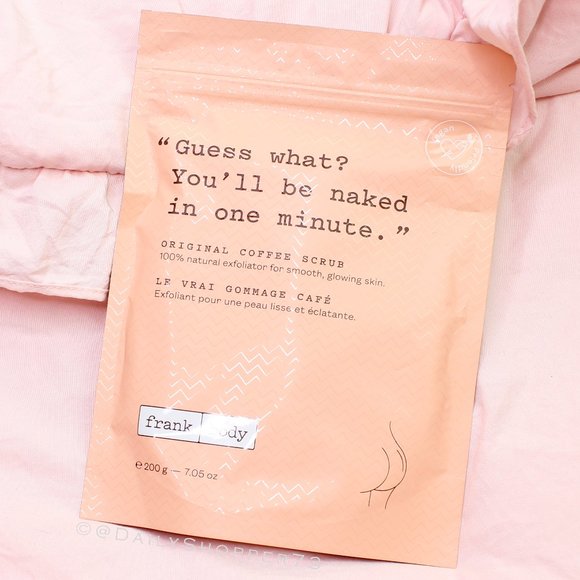 “Guess what?
You’ll be naked
in one minute.”
ORIGINAL COFFEE SCRUB
100% natural exfoliator for smooth, glowing skin.
LE VRAI GOMMAGE CAFÉ
Exfoliant pour une peau lisse et éclatante.
frank body
℮ 200 g — 7.05 oz
©@DAILYSHOPPER73